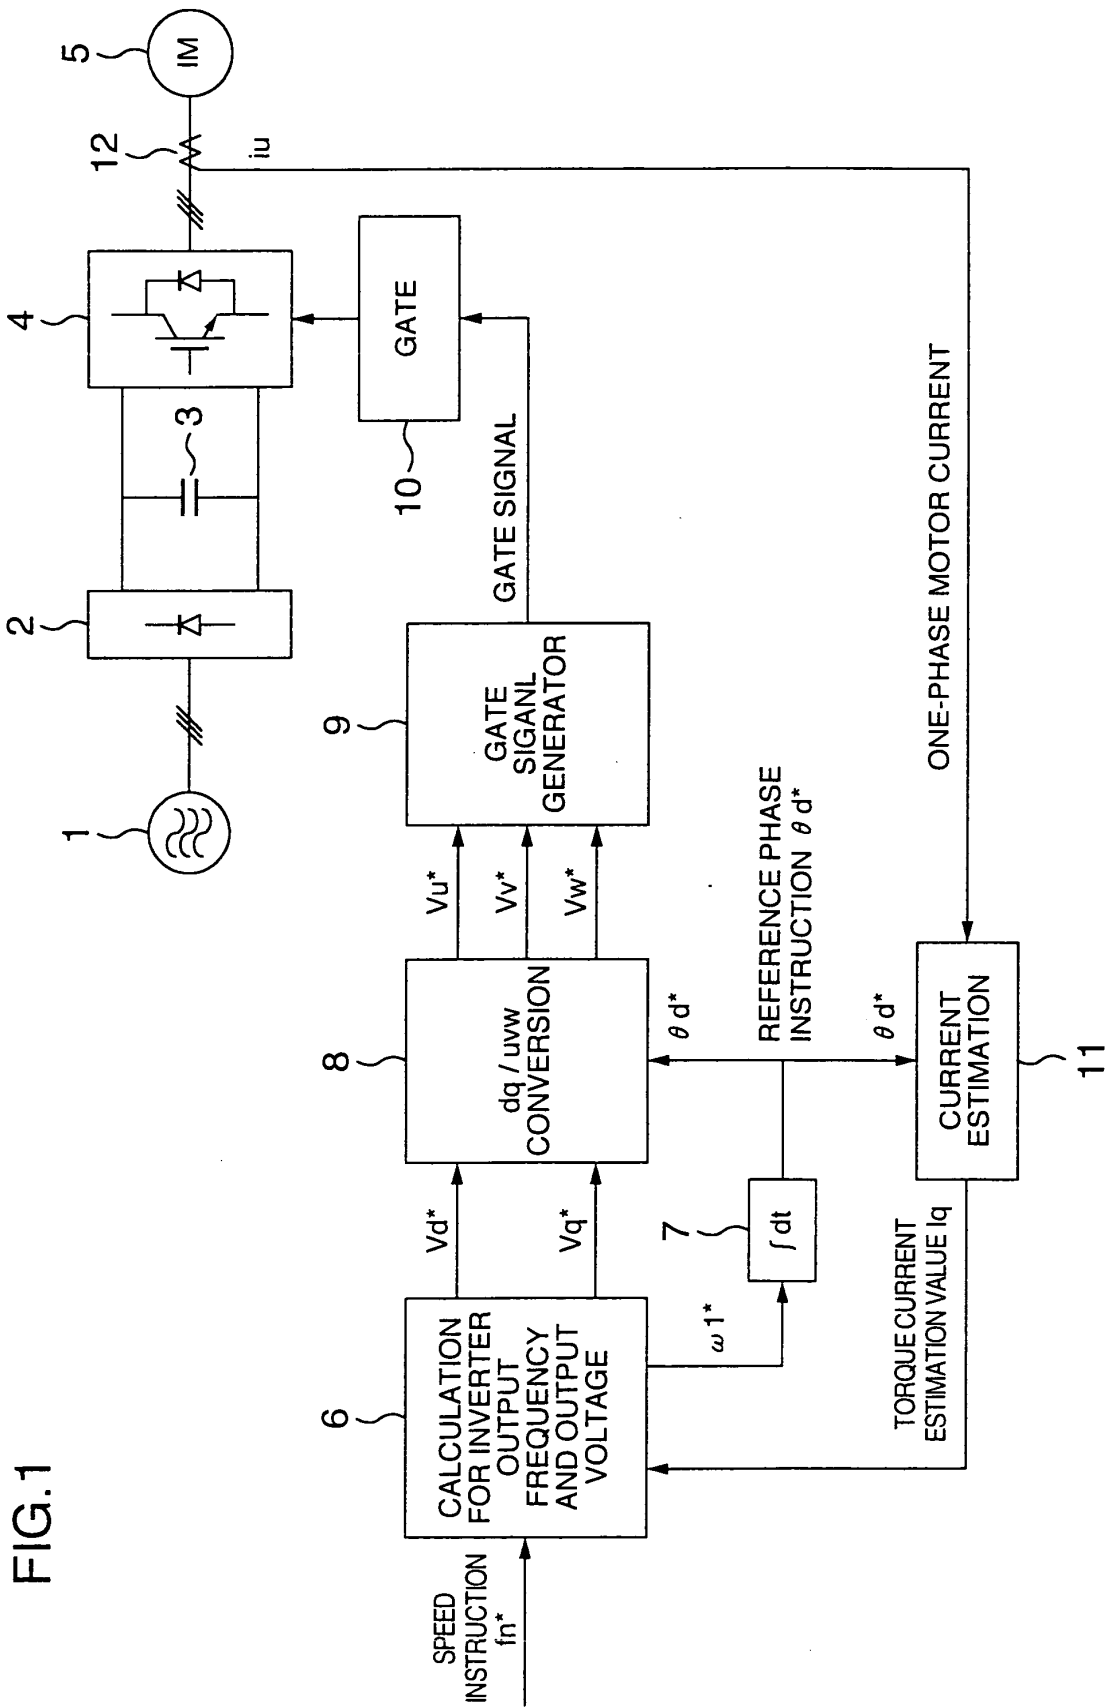 FIG.1
1
2
3
4
12
5
IM
iu
GATE
10
GATE SIGNAL
9
GATE
SIGANL
GENERATOR
Vu*
Vv*
Vw*
8
dq / uvw
CONVERSION
Vd*
Vq*
6
CALCULATION
FOR INVERTER
OUTPUT
FREQUENCY
AND OUTPUT
VOLTAGE
SPEED
INSTRUCTION
fn*
ω1*
7
∫ dt
θd*
REFERENCE PHASE
INSTRUCTION θd*
θd*
ONE-PHASE MOTOR CURRENT
CURRENT
ESTIMATION
11
TORQUE CURRENT
ESTIMATION VALUE Iq